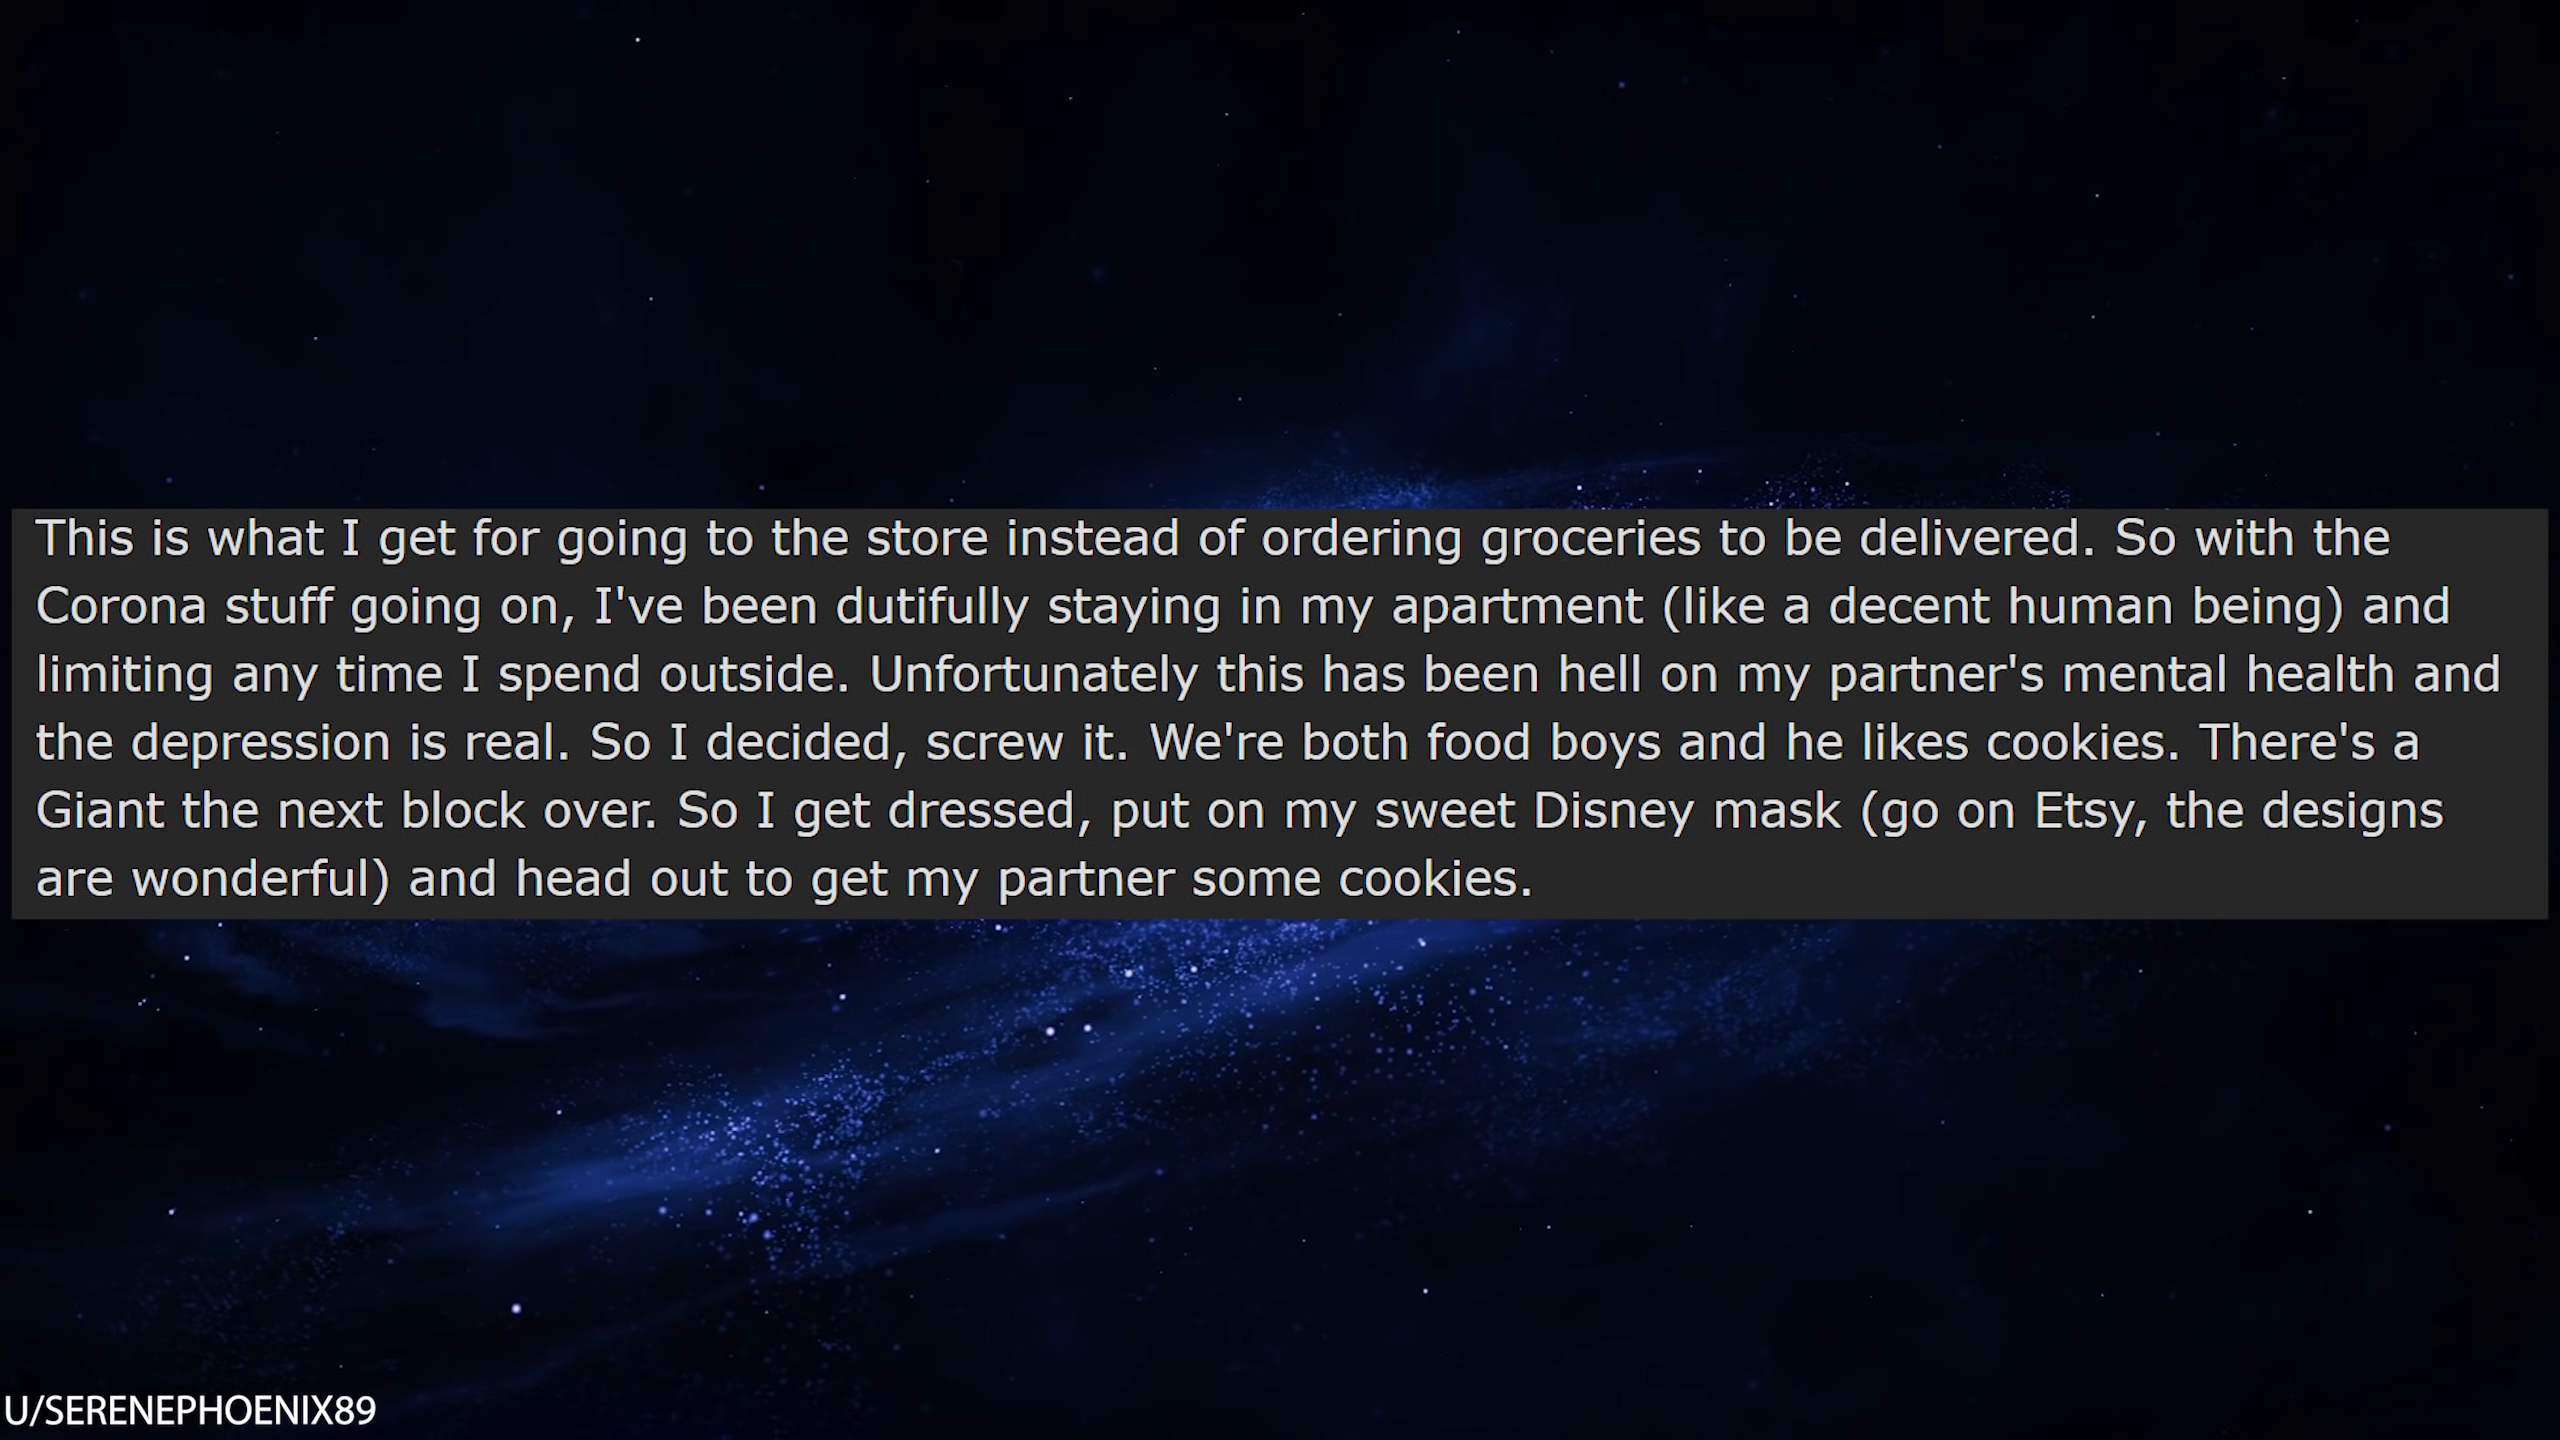 This is what I get for going to the store instead of ordering groceries to be delivered. So with the
Corona stuff going on, I've been dutifully staying in my apartment (like a decent human being) and
limiting any time I spend outside. Unfortunately this has been hell on my partner's mental health and
the depression is real. So I decided, screw it. We're both food boys and he likes cookies. There's a
Giant the next block over. So I get dressed, put on my sweet Disney mask (go on Etsy, the designs
are wonderful) and head out to get my partner some cookies.
U/SERENEPHOENIX89